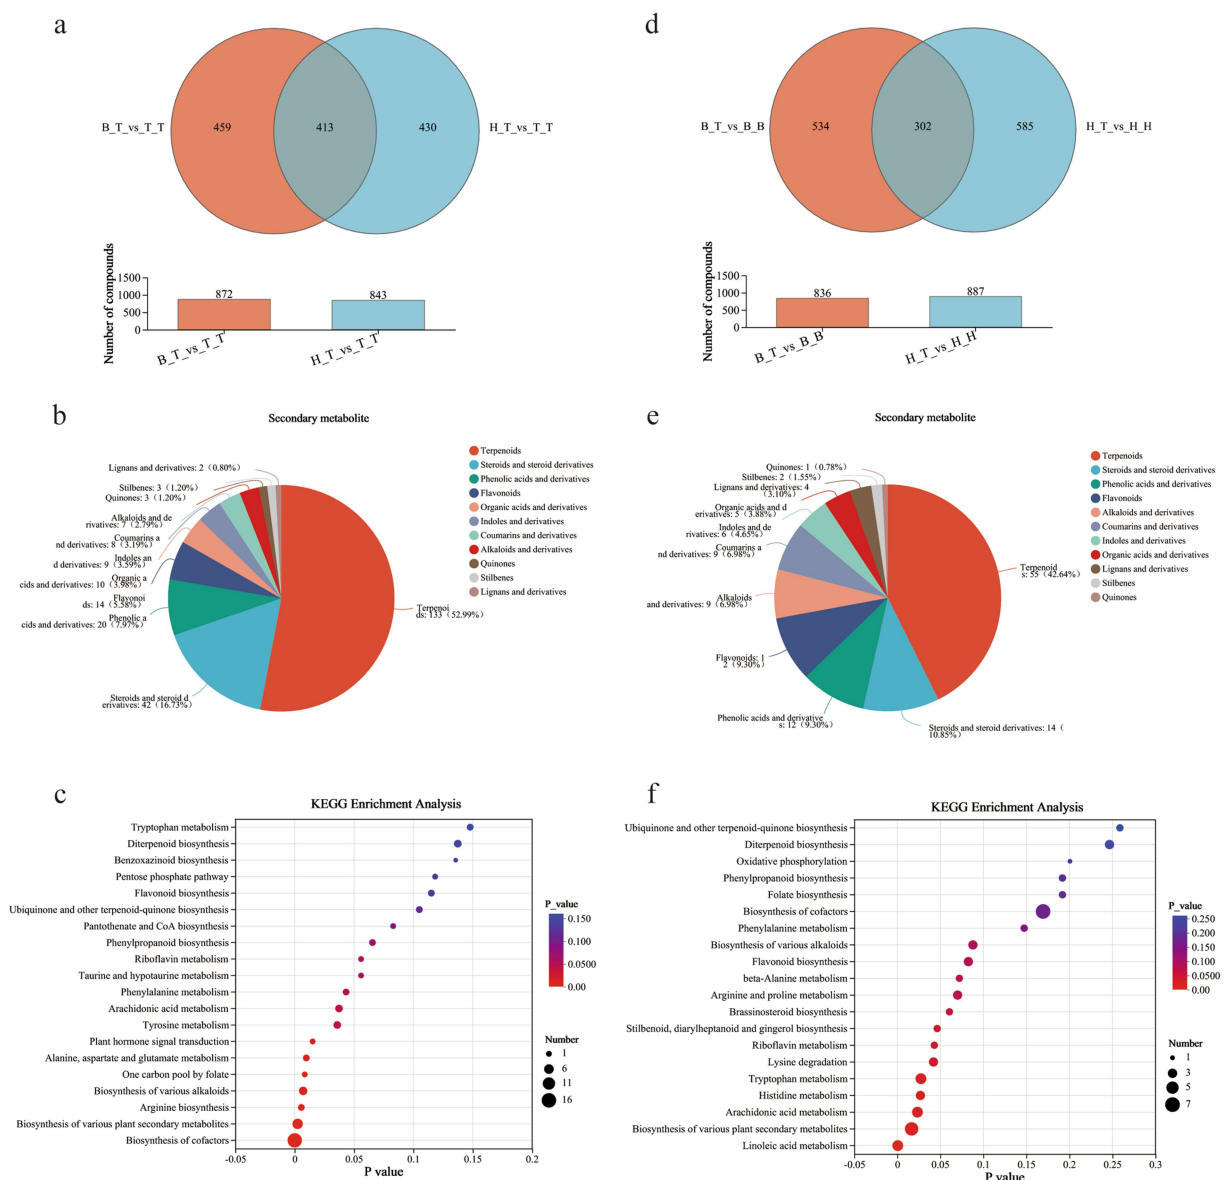 a
B_T_vs_T_T
459
413
430
H_T_vs_T_T
Number of compounds
1500
1000
500
0
872
843
B_T_vs_T_T
H_T_vs_T_T
d
B_T_vs_B_B
534
302
585
H_T_vs_H_H
Number of compounds
1500
1000
500
0
836
887
B_T_vs_B_B
H_T_vs_H_H
b
Secondary metabolite
Lignans and derivatives: 2 (0.80%)
Stilbenes: 3 (1.20%)
Quinones: 3 (1.20%)
Alkaloids and de
rivatives: 7 (2.79%)
Coumarins a
nd derivatives: 8 (3.19%)
Indoles an
d derivatives: 9 (3.59%)
Organic a
cids and derivatives: 10 (3.98%)
Flavonoi
ds: 14 (5.58%)
Phenolic a
cids and derivatives: 20 (7.97%)
Steroids and steroid d
erivatives: 42 (16.73%)
Terpenoi
ds: 133 (52.99%)
Terpenoids
Steroids and steroid derivatives
Phenolic acids and derivatives
Flavonoids
Organic acids and derivatives
Indoles and derivatives
Coumarins and derivatives
Alkaloids and derivatives
Quinones
Stilbenes
Lignans and derivatives
e
Secondary metabolite
Quinones: 1 (0.78%)
Stilbenes: 2 (1.55%)
Lignans and derivatives: 4
(3.10%)
Organic acids and d
erivatives: 5 (3.88%)
Indoles and de
rivatives: 6 (4.65%)
Coumarins a
nd derivatives: 9 (6.98%)
Alkaloids
and derivatives: 9 (6.98%)
Flavonoids: 1
2 (9.30%)
Phenolic acids and derivative
s: 12 (9.30%)
Steroids and steroid derivatives: 14 (
10.85%)
Terpenoid
s: 55 (42.64%)
Terpenoids
Steroids and steroid derivatives
Phenolic acids and derivatives
Flavonoids
Alkaloids and derivatives
Coumarins and derivatives
Indoles and derivatives
Organic acids and derivatives
Lignans and derivatives
Stilbenes
Quinones
c
KEGG Enrichment Analysis
Tryptophan metabolism
Diterpenoid biosynthesis
Benzoxazinoid biosynthesis
Pentose phosphate pathway
Flavonoid biosynthesis
Ubiquinone and other terpenoid-quinone biosynthesis
Pantothenate and CoA biosynthesis
Phenylpropanoid biosynthesis
Riboflavin metabolism
Taurine and hypotaurine metabolism
Phenylalanine metabolism
Arachidonic acid metabolism
Tyrosine metabolism
Plant hormone signal transduction
Alanine, aspartate and glutamate metabolism
One carbon pool by folate
Biosynthesis of various alkaloids
Arginine biosynthesis
Biosynthesis of various plant secondary metabolites
Biosynthesis of cofactors
-0.05
0
0.05
0.1
0.15
0.2
P value
P_value
0.150
0.100
0.0500
0.00
Number
1
6
11
16
f
KEGG Enrichment Analysis
Ubiquinone and other terpenoid-quinone biosynthesis
Diterpenoid biosynthesis
Oxidative phosphorylation
Phenylpropanoid biosynthesis
Folate biosynthesis
Biosynthesis of cofactors
Phenylalanine metabolism
Biosynthesis of various alkaloids
Flavonoid biosynthesis
beta-Alanine metabolism
Arginine and proline metabolism
Brassinosteroid biosynthesis
Stilbenoid, diarylheptanoid and gingerol biosynthesis
Riboflavin metabolism
Lysine degradation
Tryptophan metabolism
Histidine metabolism
Arachidonic acid metabolism
Biosynthesis of various plant secondary metabolites
Linoleic acid metabolism
-0.05
0
0.05
0.1
0.15
0.2
0.25
0.3
P value
P_value
0.250
0.200
0.150
0.100
0.0500
0.00
Number
1
3
5
7